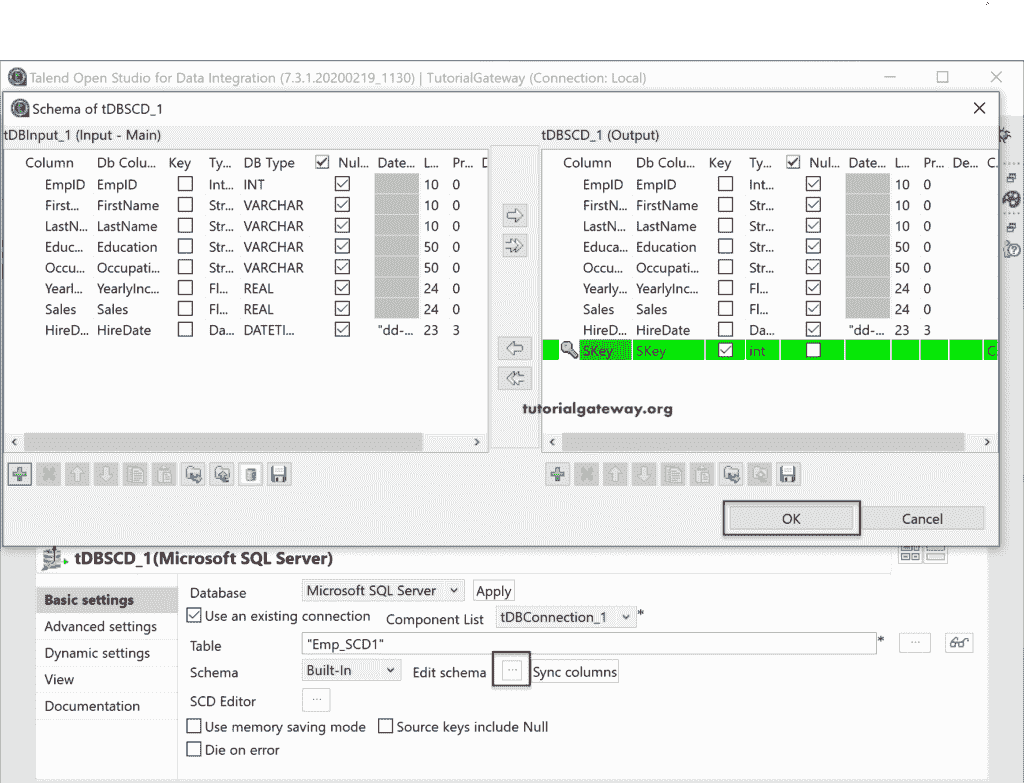 Talend Open Studio for Data Integration (7.3.1.20200219_1130) | TutorialGateway (Connection: Local)
Schema of tDBSCD_1
tDBInput_1 (Input - Main)
Column Db Colu... Key Ty... DB Type Nul... Date... L... Pr... D
EmpID EmpID Int... INT 10 0
First... FirstName Str... VARCHAR 10 0
LastN... LastName Str... VARCHAR 10 0
Educ... Education Str... VARCHAR 50 0
Occu... Occupati... Str... VARCHAR 50 0
Yearl... YearlyInc... Fl... REAL 24 0
Sales Sales Fl... REAL 24 0
HireD... HireDate Da... DATETI... "dd-... 23 3
tDBSCD_1 (Output)
Column Db Colu... Key Ty... Nul... Date... L... Pr... De... C
EmpID EmpID Int... 10 0
FirstN... FirstName Str... 10 0
LastN... LastName Str... 10 0
Educa... Education Str... 50 0
Occu... Occupati... Str... 50 0
Yearly... YearlyInc... Fl... 24 0
Sales Sales Fl... 24 0
HireD... HireDate Da... "dd-... 23 3
SKey SKey int C
tutorialgateway.org
OK Cancel
tDBSCD_1(Microsoft SQL Server)
Basic settings
Advanced settings
Dynamic settings
View
Documentation
Database Microsoft SQL Server Apply
Use an existing connection Component List tDBConnection_1 *
Table "Emp_SCD1" * ...
Schema Built-In Edit schema ... Sync columns
SCD Editor ...
Use memory saving mode Source keys include Null
Die on error